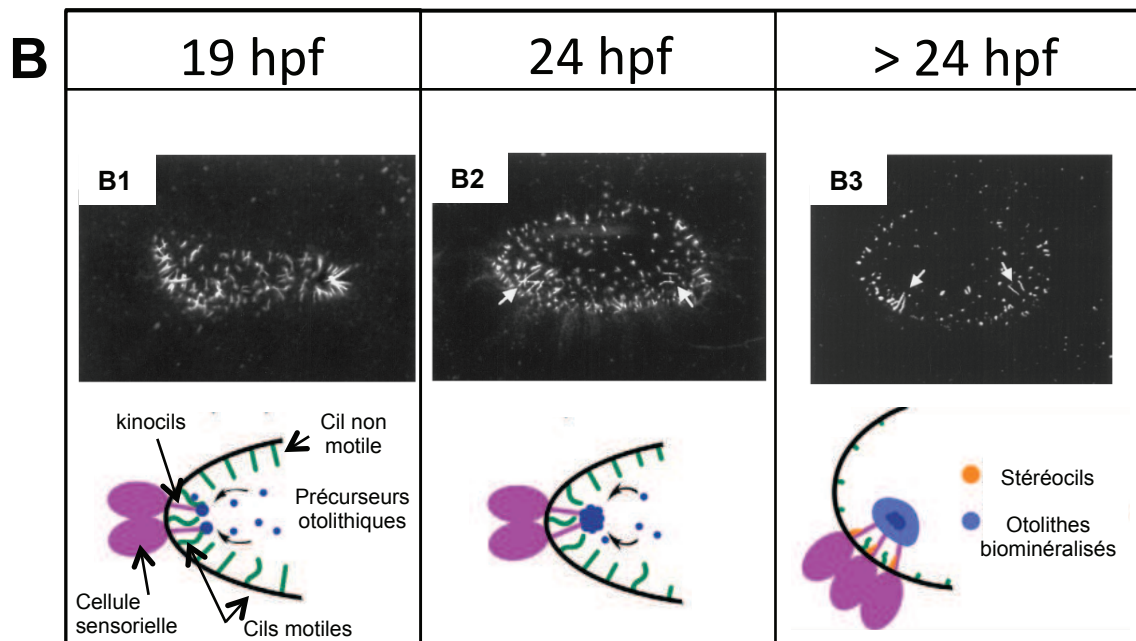 B
19 hpf
24 hpf
> 24 hpf
B1
B2
B3
kinocils
Cil non
motile
Précurseurs
otolithiques
Cellule
sensorielle
Cils motiles
Stéréocils
Otolithes
biominéralisés